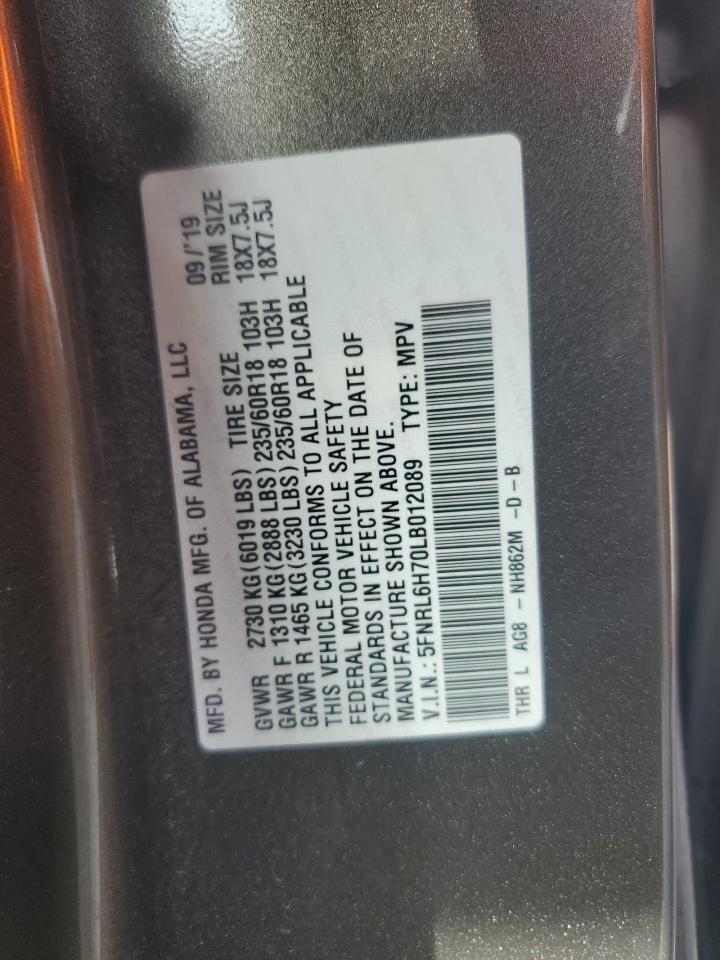 MFD. BY HONDA MFG. OF ALABAMA, LLC 09/'19
GVWR 2730 KG(6019 LBS) TIRE SIZE RIM SIZE
GAWR F 1310 KG(2888 LBS)235/60R18 103H 18X7.5J
GAWR R 1465 KG(3230 LBS)235/60R18 103H 18X7.5J
THIS VEHICLE CONFORMS TO ALL APPLICABLE
FEDERAL MOTOR VEHICLE SAFETY
STANDARDS IN EFFECT ON THE DATE OF
MANUFACTURE SHOWN ABOVE.
V.I.N.: 5FNRL6H70LB012089 TYPE: MPV
THR L AG8 - NH862M -D-B